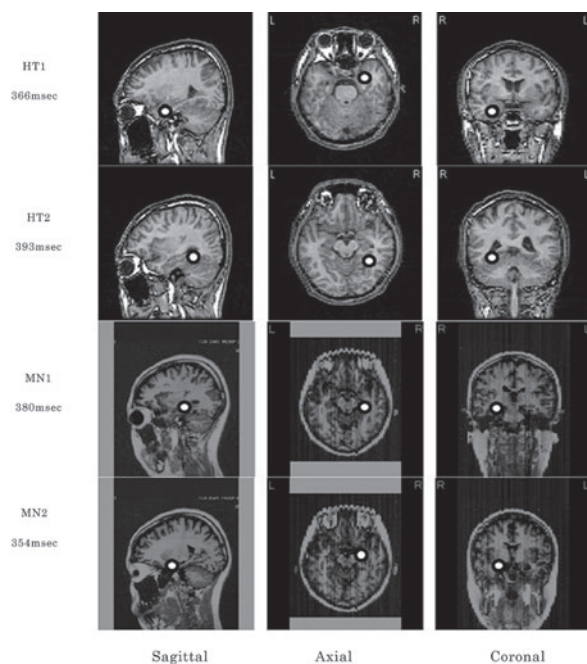 L R R L
HT1
366msec
L R R L
HT2
393msec
L R R L
MN1
380msec
L R R L
MN2
354msec
Sagittal Axial Coronal